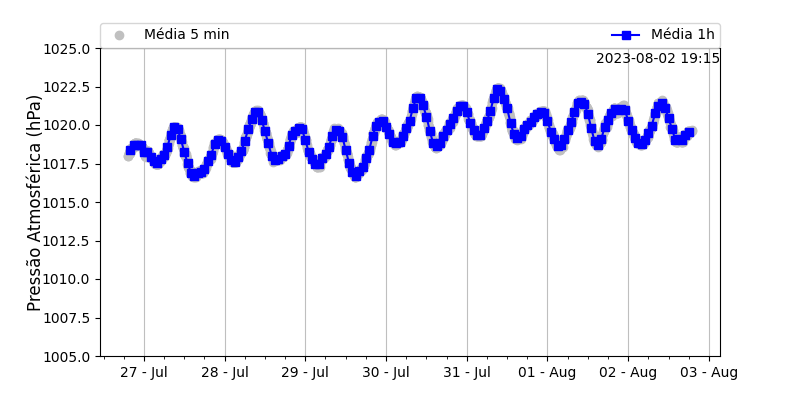 Média 5 min
Média 1h
2023-08-02 19:15
Pressão Atmosférica (hPa)
1025.0
1022.5
1020.0
1017.5
1015.0
1012.5
1010.0
1007.5
1005.0
27 - Jul
28 - Jul
29 - Jul
30 - Jul
31 - Jul
01 - Aug
02 - Aug
03 - Aug